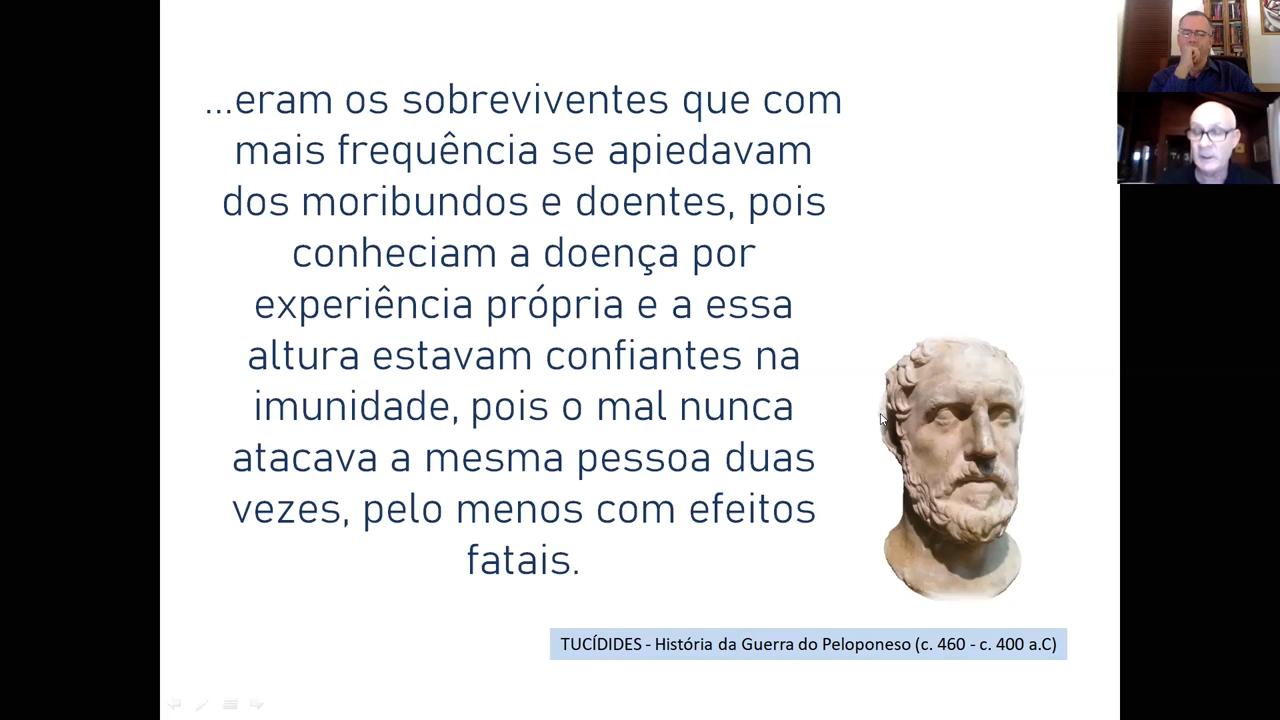 ...eram os sobreviventes que com
mais frequência se apiedavam
dos moribundos e doentes, pois
conheciam a doença por
experiência própria e a essa
altura estavam confiantes na
imunidade, pois o mal nunca
atacava a mesma pessoa duas
vezes, pelo menos com efeitos
fatais.
TUCÍDIDES - História da Guerra do Peloponeso (c. 460 - c. 400 a.C)